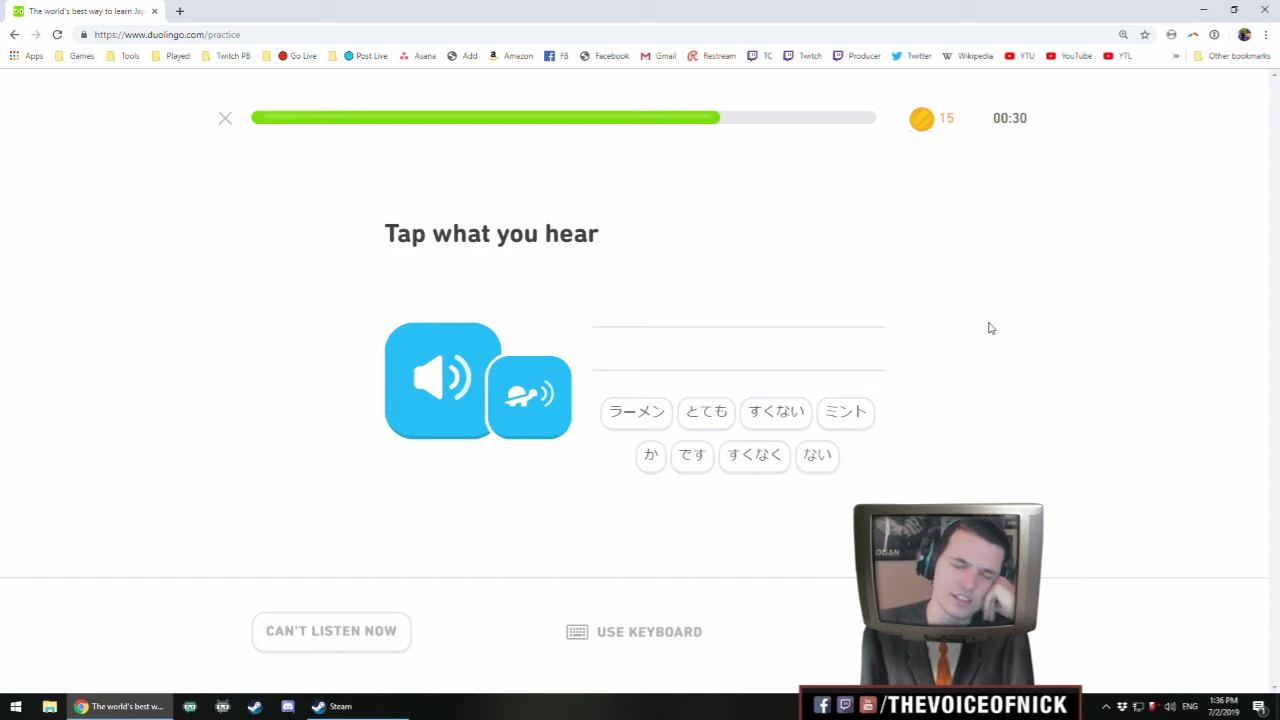 The world's best way to learn Jap
https://www.duolingo.com/practice
Apps Games Tools Played Twitch PB Go Live Post Live Asana Add Amazon FB Facebook Gmail Restream TC Twitch Producer Twitter Wikipedia YTU YouTube YTL » Other bookmarks
15 00:30
Tap what you hear
ラーメン とても すくない ミント
か です すくなく ない
OGAN
CAN'T LISTEN NOW USE KEYBOARD
/THEVOICEOFNICK
The world's best w... Steam ENG 1:36 PM
7/2/2019